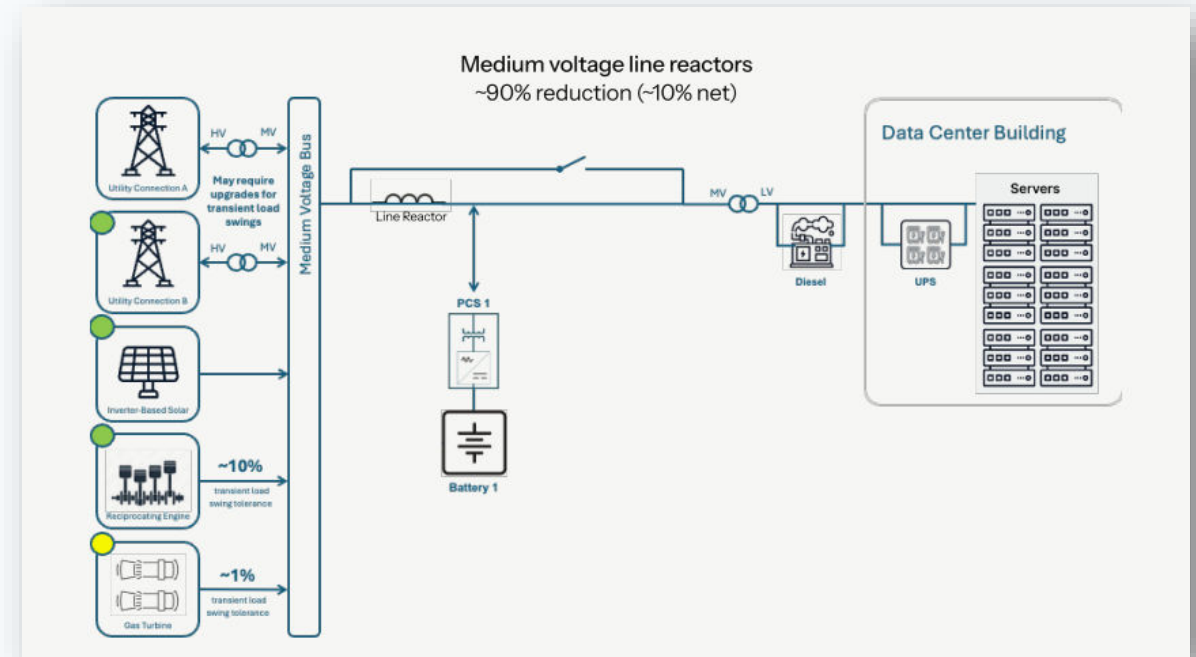 Medium voltage line reactors
~90% reduction (~10% net)
Utility Connection A
HV MV
May require
upgrades for
transient load
swings
Utility Connection B
HV MV
Inverter-Based Solar
Reciprocating Engine
~10%
transient load
swing tolerance
Gas Turbine
~1%
transient load
swing tolerance
Medium Voltage Bus
Line Reactor
PCS 1
Battery 1
MV LV
Diesel
Data Center Building
UPS
Servers